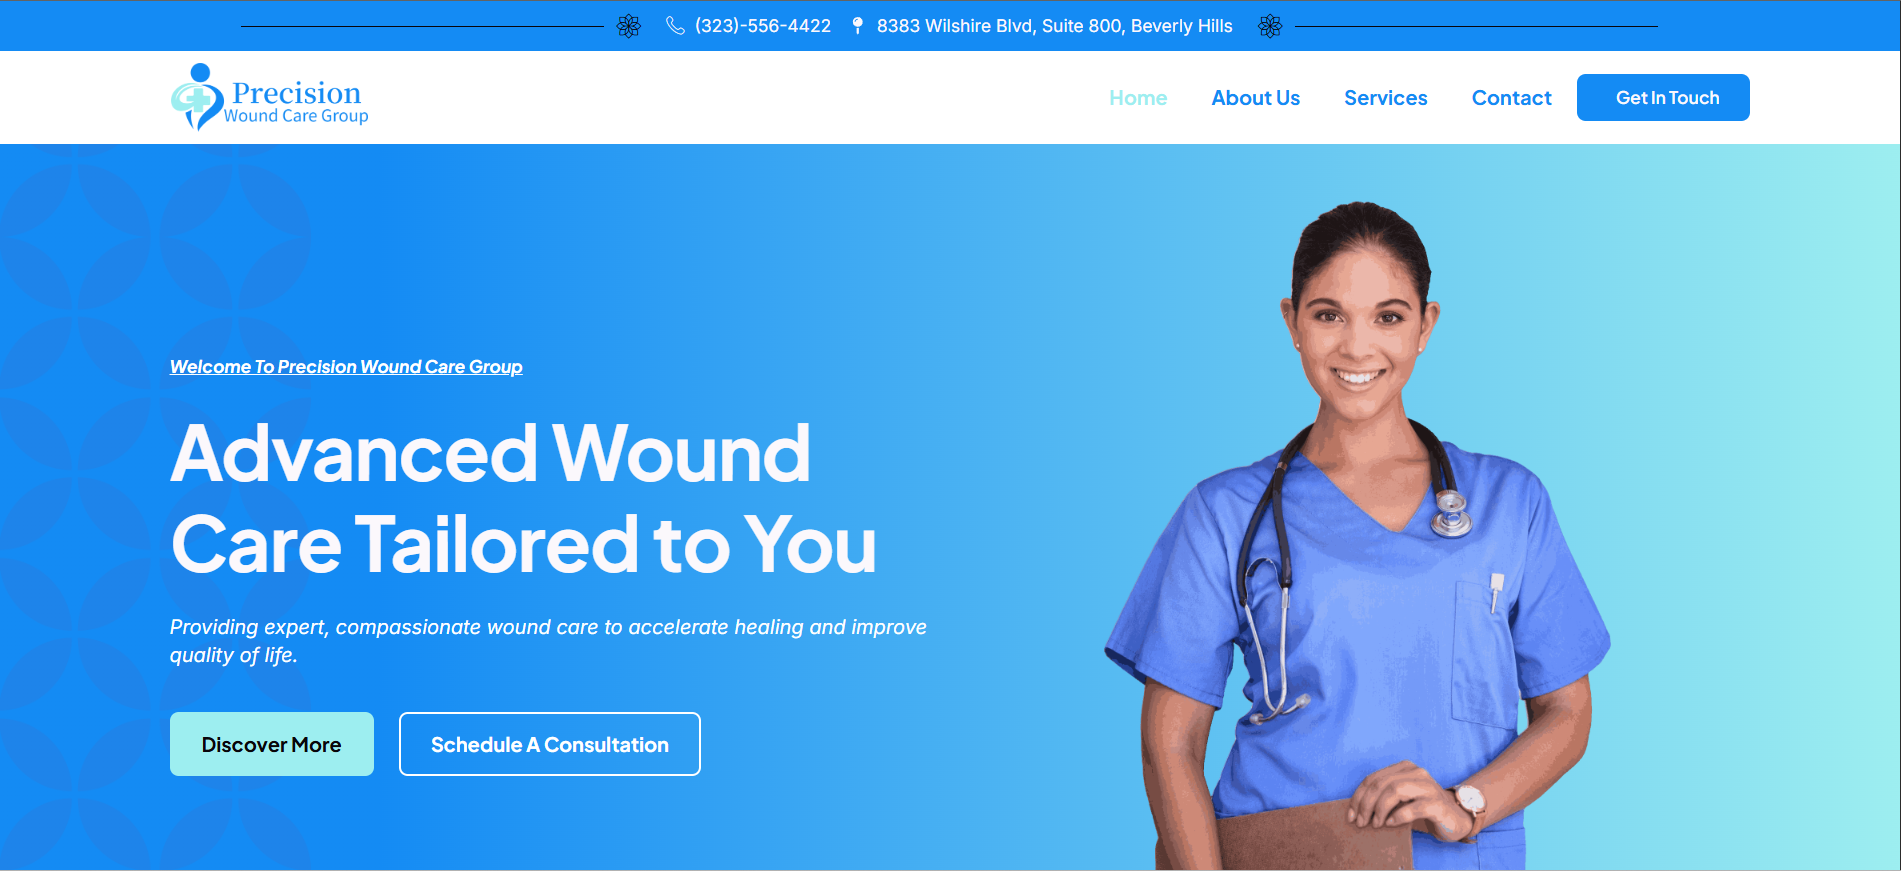 (323)-556-4422 8383 Wilshire Blvd, Suite 800, Beverly Hills
Precision
Wound Care Group
Home About Us Services Contact Get In Touch
Welcome To Precision Wound Care Group
Advanced Wound
Care Tailored to You
Providing expert, compassionate wound care to accelerate healing and improve
quality of life.
Discover More Schedule A Consultation